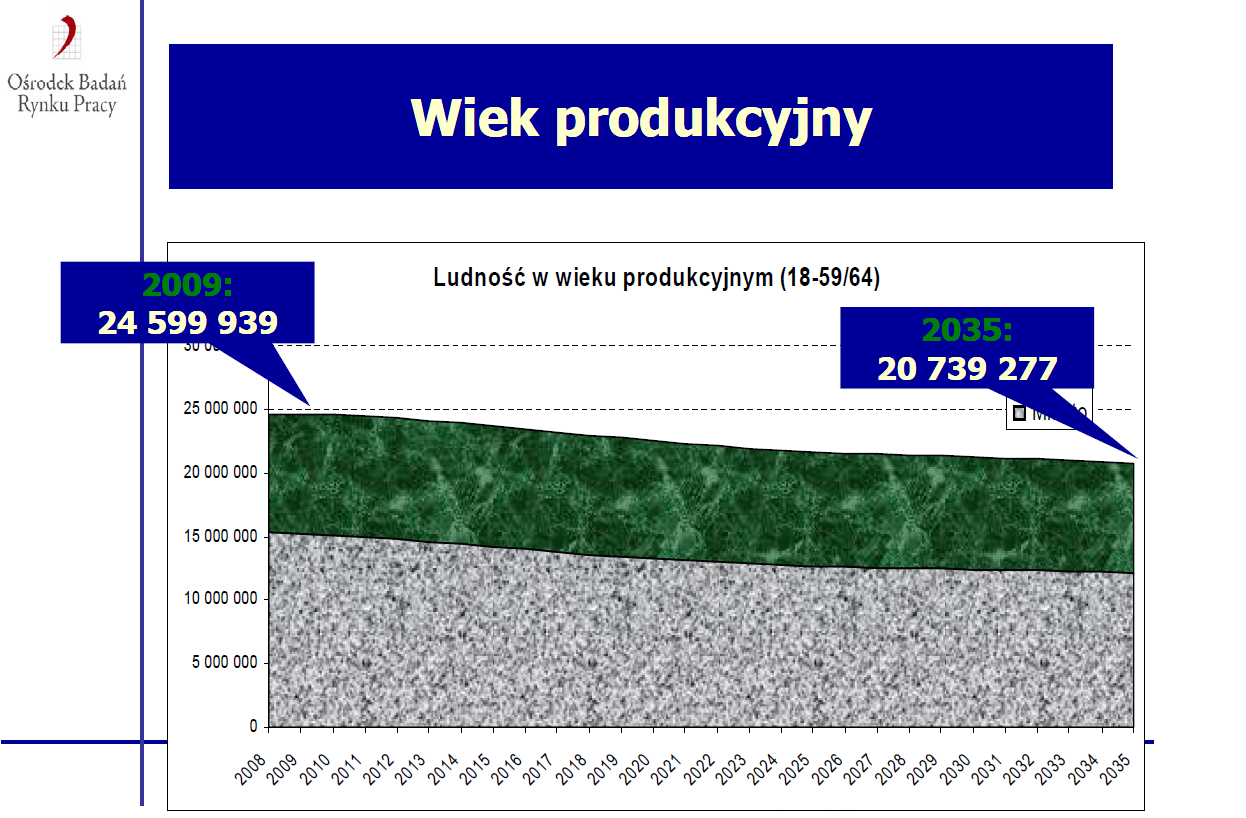 Ośrodek Badań
Rynku Pracy
Wiek produkcyjny
Ludność w wieku produkcyjnym (18-59/64)
2009:
24 599 939
2035:
20 739 277
25 000 000
20 000 000
15 000 000
10 000 000
5 000 000
0
2008
2009
2010
2011
2012
2013
2014
2015
2016
2017
2018
2019
2020
2021
2022
2023
2024
2025
2026
2027
2028
2029
2030
2031
2032
2033
2034
2035